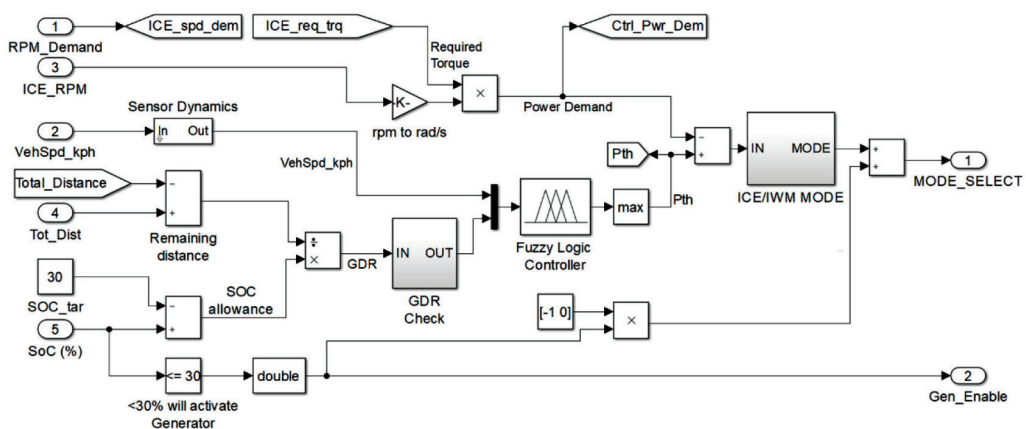 1
ICE_spd_dem
ICE_req_trq
Ctrl_Pwr_Dem
RPM_Demand
3
ICE_RPM
Required
Torque
-K-
rpm to rad/s
×
Power Demand
Sensor Dynamics
2
In
Out
VehSpd_kph
VehSpd_kph
Total_Distance
−
+
4
Tot_Dist
Remaining
distance
÷
×
GDR
IN
OUT
GDR
Check
Fuzzy Logic
Controller
max
Pth
Pth
−
+
IN
MODE
ICE/IWM MODE
+
+
1
MODE_SELECT
30
SOC_tar
−
+
SOC
allowance
5
SoC (%)
[-1 0]
×
<= 30
double
<30% will activate
Generator
2
Gen_Enable